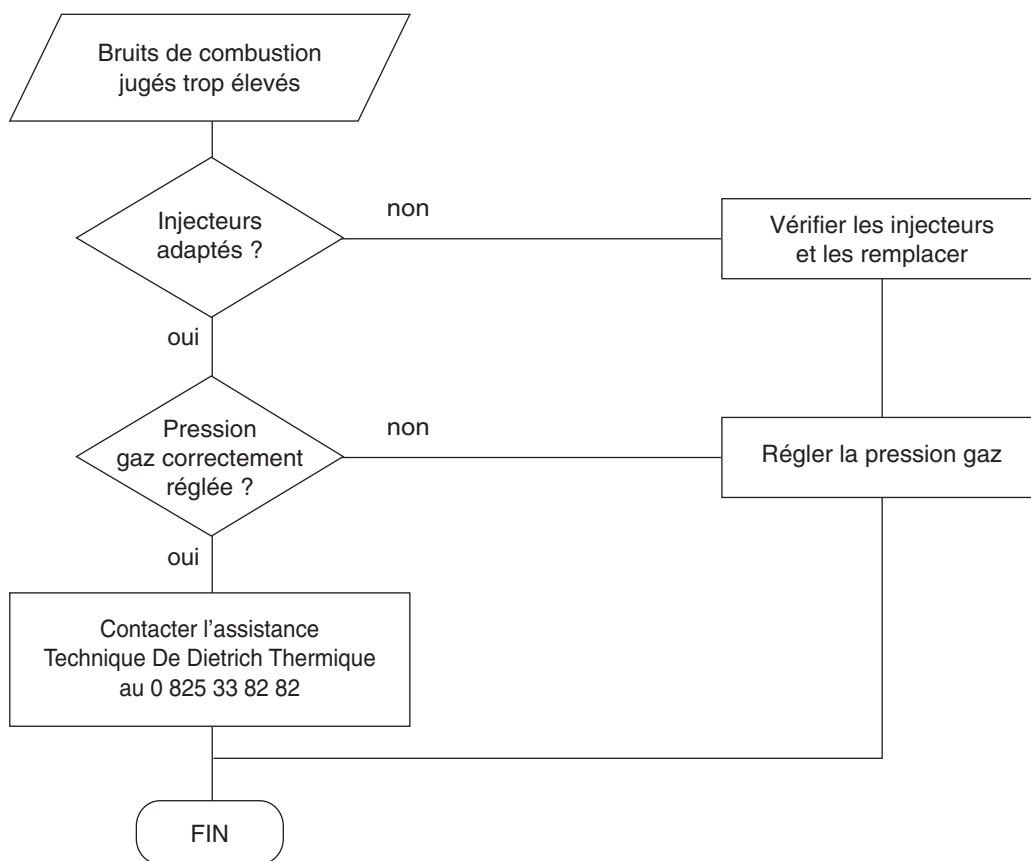 Bruits de combustion
jugés trop élevés
Injecteurs
adaptés ?
non
Vérifier les injecteurs
et les remplacer
oui
Pression
gaz correctement
réglée ?
non
Régler la pression gaz
oui
Contacter l’assistance
Technique De Dietrich Thermique
au 0 825 33 82 82
FIN